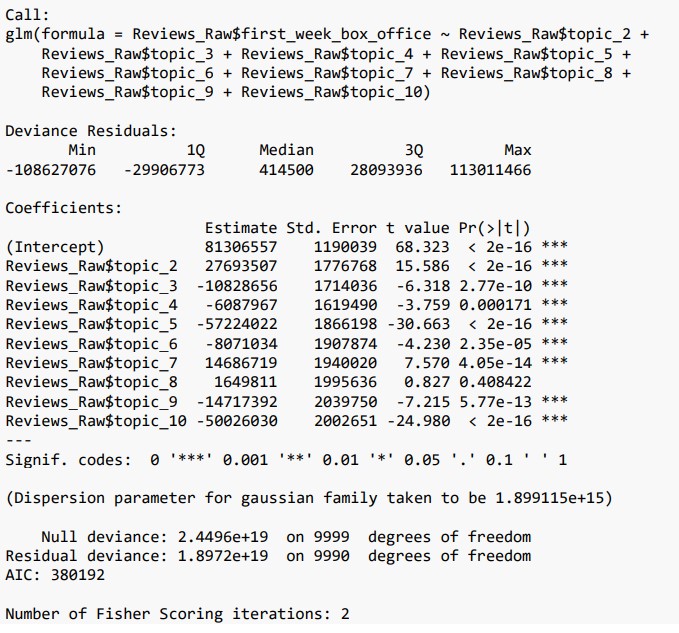 Call:
glm(formula = Reviews_Raw$first_week_box_office ~ Reviews_Raw$topic_2 +
    Reviews_Raw$topic_3 + Reviews_Raw$topic_4 + Reviews_Raw$topic_5 +
    Reviews_Raw$topic_6 + Reviews_Raw$topic_7 + Reviews_Raw$topic_8 +
    Reviews_Raw$topic_9 + Reviews_Raw$topic_10)
Deviance Residuals:
       Min          1Q      Median          3Q         Max
-108627076   -29906773      414500    28093936   113011466
Coefficients:
                     Estimate Std. Error t value Pr(>|t|)
(Intercept)          81306557    1190039  68.323  < 2e-16 ***
Reviews_Raw$topic_2  27693507    1776768  15.586  < 2e-16 ***
Reviews_Raw$topic_3 -10828656    1714036  -6.318 2.77e-10 ***
Reviews_Raw$topic_4  -6087967    1619490  -3.759 0.000171 ***
Reviews_Raw$topic_5 -57224022    1866198 -30.663  < 2e-16 ***
Reviews_Raw$topic_6  -8071034    1907874  -4.230 2.35e-05 ***
Reviews_Raw$topic_7  14686719    1940020   7.570 4.05e-14 ***
Reviews_Raw$topic_8   1649811    1995636   0.827 0.408422
Reviews_Raw$topic_9 -14717392    2039750  -7.215 5.77e-13 ***
Reviews_Raw$topic_10 -50026030    2002651 -24.980  < 2e-16 ***
---
Signif. codes:  0 '***' 0.001 '**' 0.01 '*' 0.05 '.' 0.1 ' ' 1
(Dispersion parameter for gaussian family taken to be 1.899115e+15)
    Null deviance: 2.4496e+19  on 9999  degrees of freedom
Residual deviance: 1.8972e+19  on 9990  degrees of freedom
AIC: 380192
Number of Fisher Scoring iterations: 2